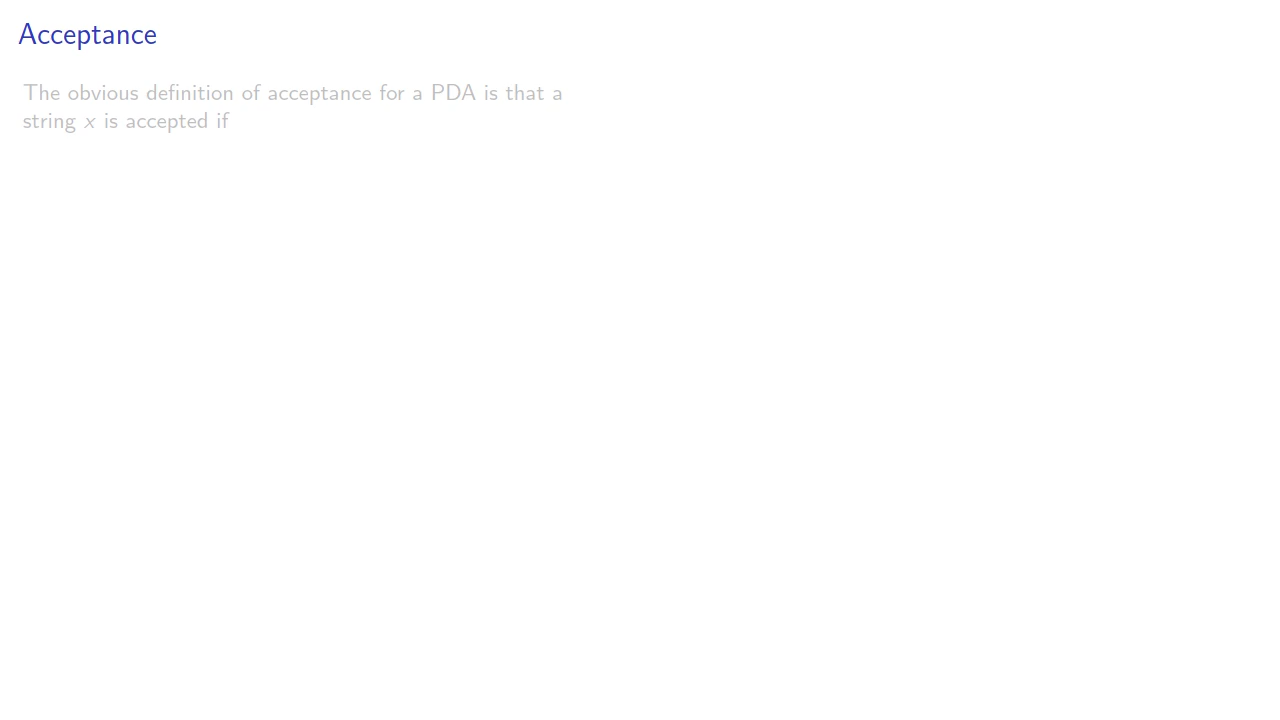 Acceptance
The obvious definition of acceptance for a PDA is that a
string x is accepted if